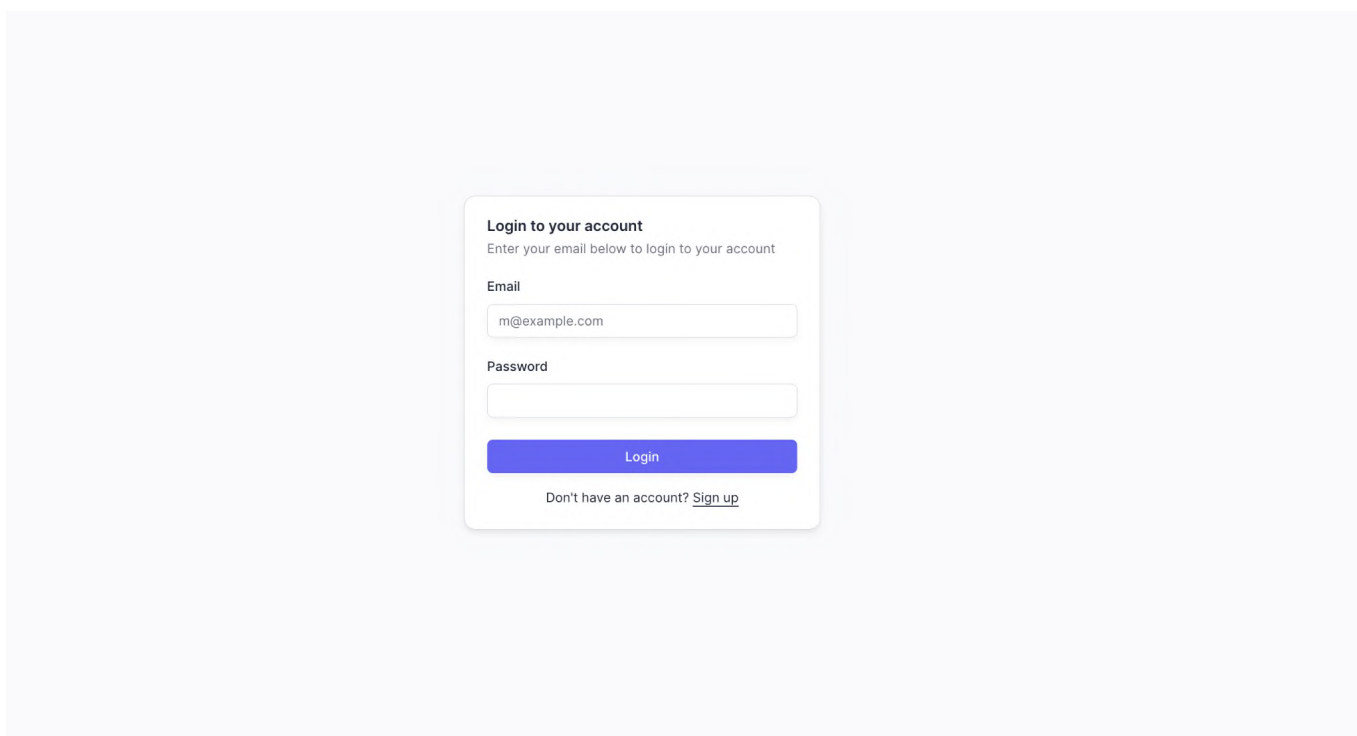 Login to your account
Enter your email below to login to your account
Email
m@example.com
Password
Login
Don't have an account? Sign up